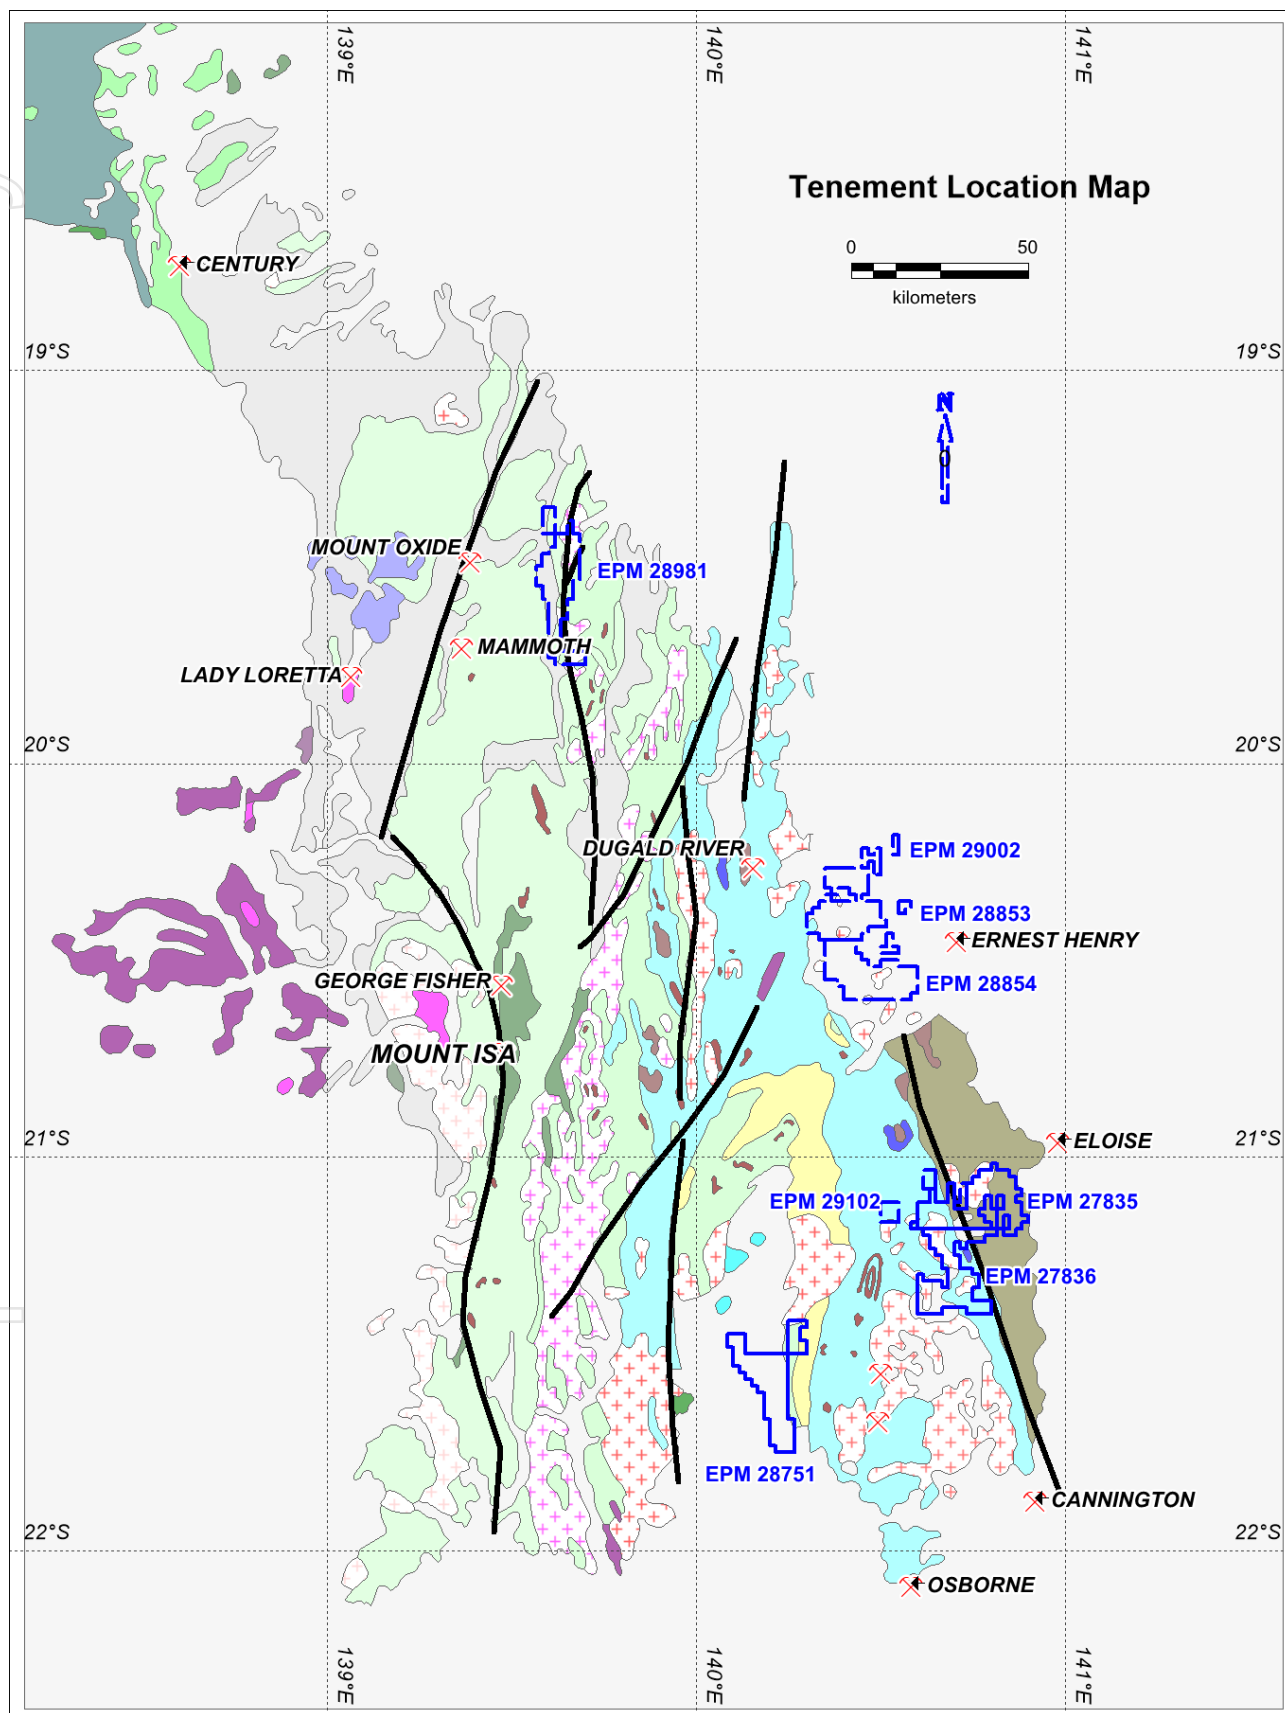 139°E
140°E
141°E
Tenement Location Map
0 50
kilometers
CENTURY
19°S 19°S
N
0
MOUNT OXIDE
EPM 28981
MAMMOTH
LADY LORETTA
20°S 20°S
DUGALD RIVER
EPM 29002
EPM 28853
ERNEST HENRY
GEORGE FISHER
EPM 28854
MOUNT ISA
21°S 21°S
ELOISE
EPM 29102
EPM 27835
EPM 27836
EPM 28751
CANNINGTON
22°S 22°S
OSBORNE
139°E
140°E
141°E